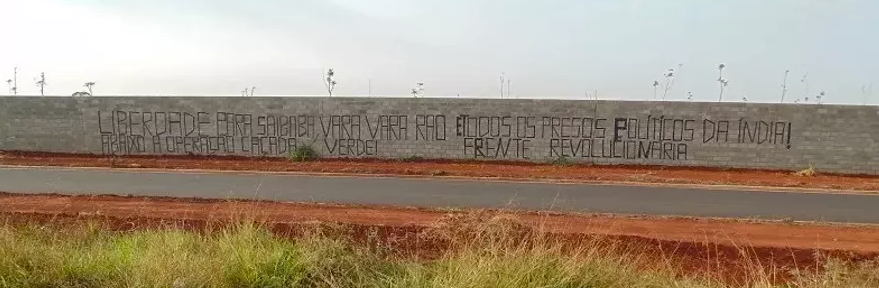 LIBERDADE PARA SAIBABA VARA VARA RAO E TODOS OS PRESOS POLÍTICOS DA ÍNDIA!
ABAIXO A OPERAÇÃO CAÇADA VERDE! FRENTE REVOLUCIONÁRIA